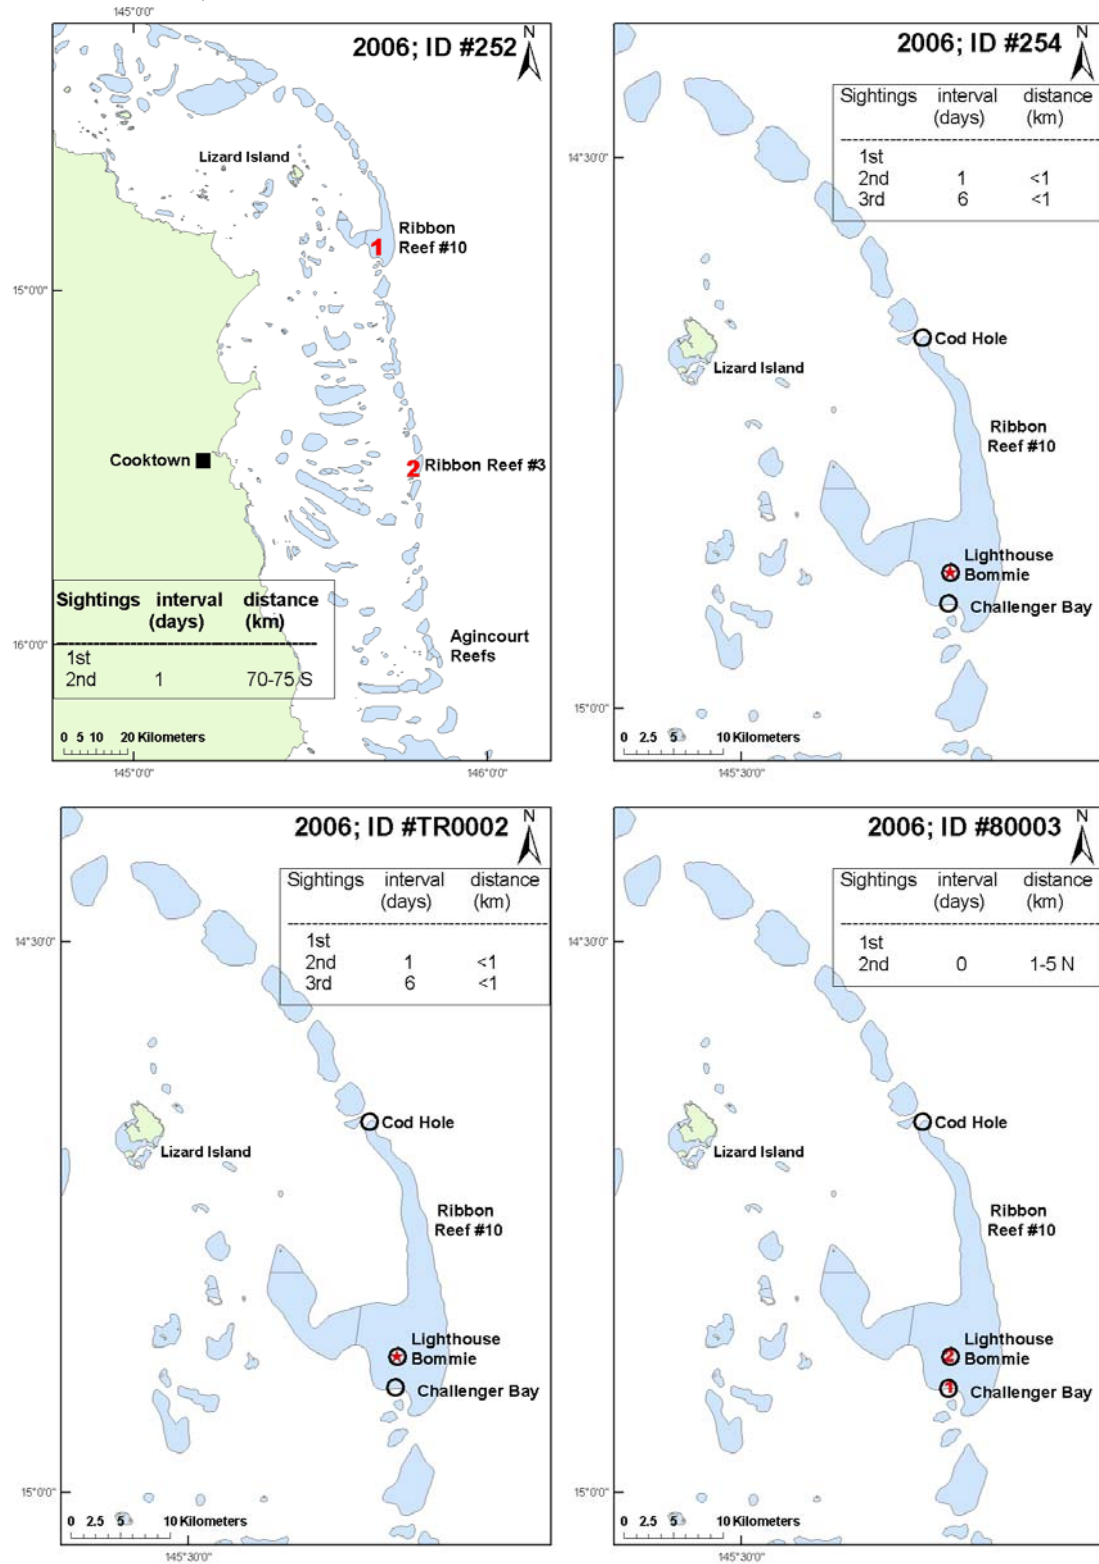 145°0'0"
2006; ID #252
N
Lizard Island
Ribbon
Reef #10
1
15°0'0"
Cooktown
2
Ribbon Reef #3
Sightings interval distance
(days) (km)
1st
2nd 1 70-75 S
Agincourt
Reefs
16°0'0"
0 5 10 20 Kilometers
145°0'0"
146°0'0"
2006; ID #254
N
Sightings interval distance
(days) (km)
1st
2nd 1 <1
3rd 6 <1
14°30'0"
Cod Hole
Lizard Island
Ribbon
Reef #10
Lighthouse
Bommie
Challenger Bay
15°0'0"
0 2.5 5 10 Kilometers
145°30'0"
2006; ID #TR0002
N
Sightings interval distance
(days) (km)
1st
2nd 1 <1
3rd 6 <1
14°30'0"
Cod Hole
Lizard Island
Ribbon
Reef #10
Lighthouse
Bommie
Challenger Bay
15°0'0"
0 2.5 5 10 Kilometers
145°30'0"
2006; ID #80003
N
Sightings interval distance
(days) (km)
1st
2nd 0 1-5 N
14°30'0"
Cod Hole
Lizard Island
Ribbon
Reef #10
2
Lighthouse
Bommie
1
Challenger Bay
15°0'0"
0 2.5 5 10 Kilometers
145°30'0"